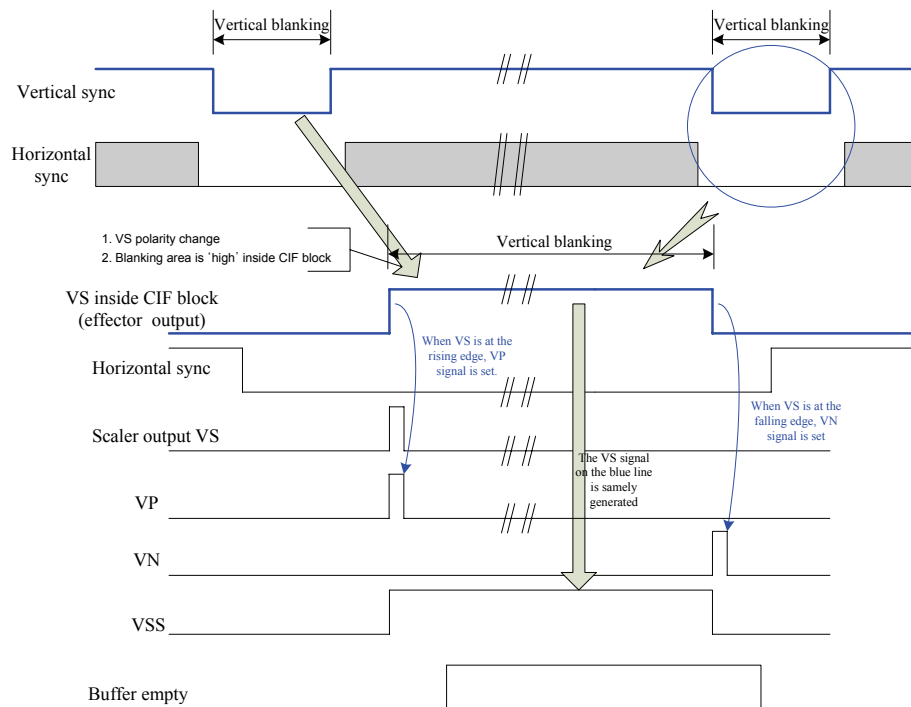 Vertical blanking
Vertical blanking
Vertical sync
Horizontal
sync
1. VS polarity change
2. Blanking area is 'high' inside CIF block
Vertical blanking
VS inside CIF block
(effector output)
When VS is at the
rising edge, VP
signal is set.
Horizontal sync
When VS is at the
falling edge, VN
signal is set
Scaler output VS
The VS signal
on the blue line
is samely
generated
VP
VN
VSS
Buffer empty